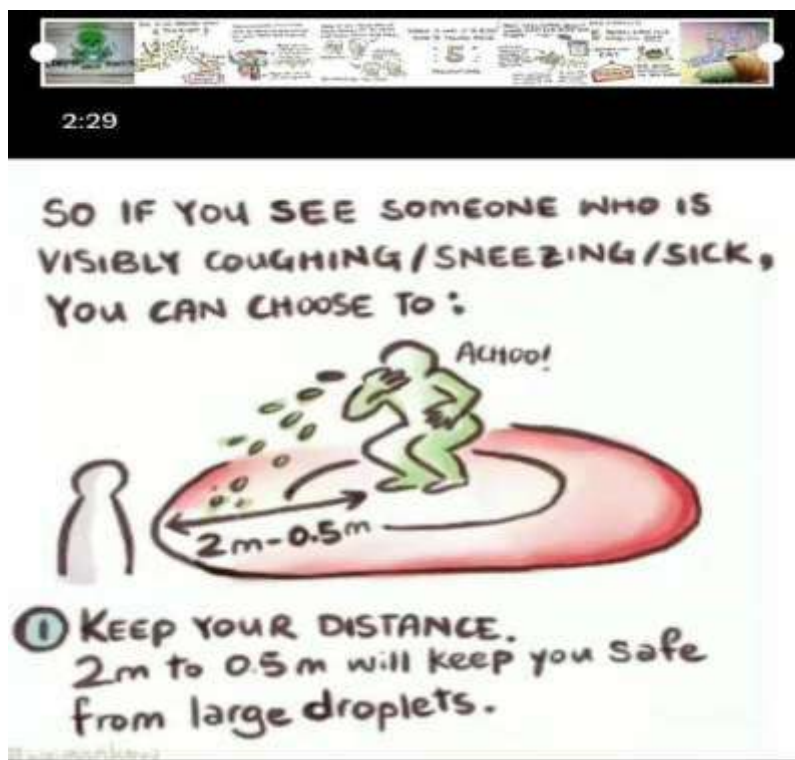 2:29
SO IF YOU SEE SOMEONE WHO IS
VISIBLY COUGHING/SNEEZING/SICK,
YOU CAN CHOOSE TO:
ACHOO!
2m-0.5m
1 KEEP YOUR DISTANCE.
2m to 0.5m will keep you safe
from large droplets.